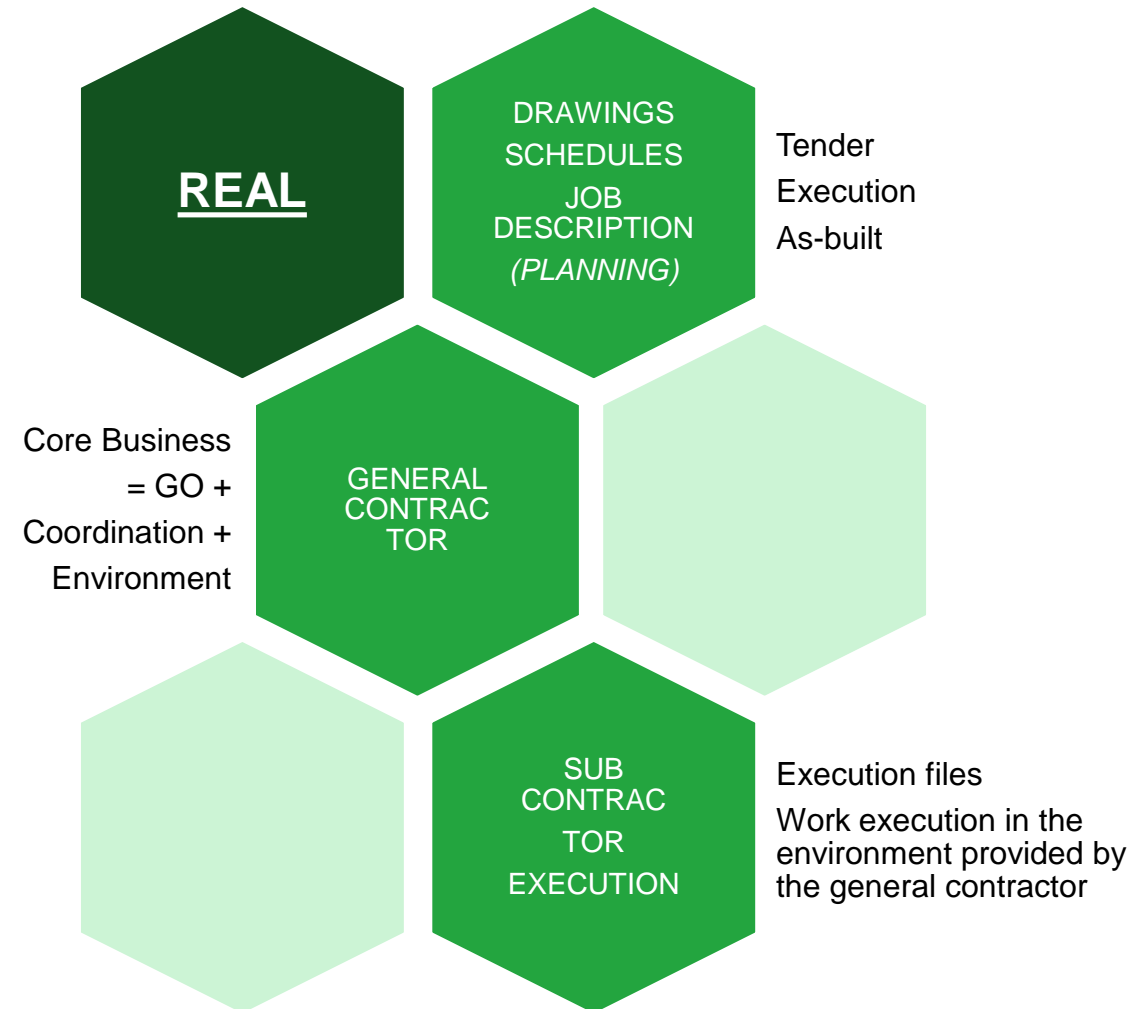 REAL
DRAWINGS
SCHEDULES
JOB
DESCRIPTION
(PLANNING)
Tender
Execution
As-built
Core Business
= GO +
Coordination +
Environment
GENERAL
CONTRAC
TOR
SUB
CONTRAC
TOR
EXECUTION
Execution files
Work execution in the
environment provided by
the general contractor